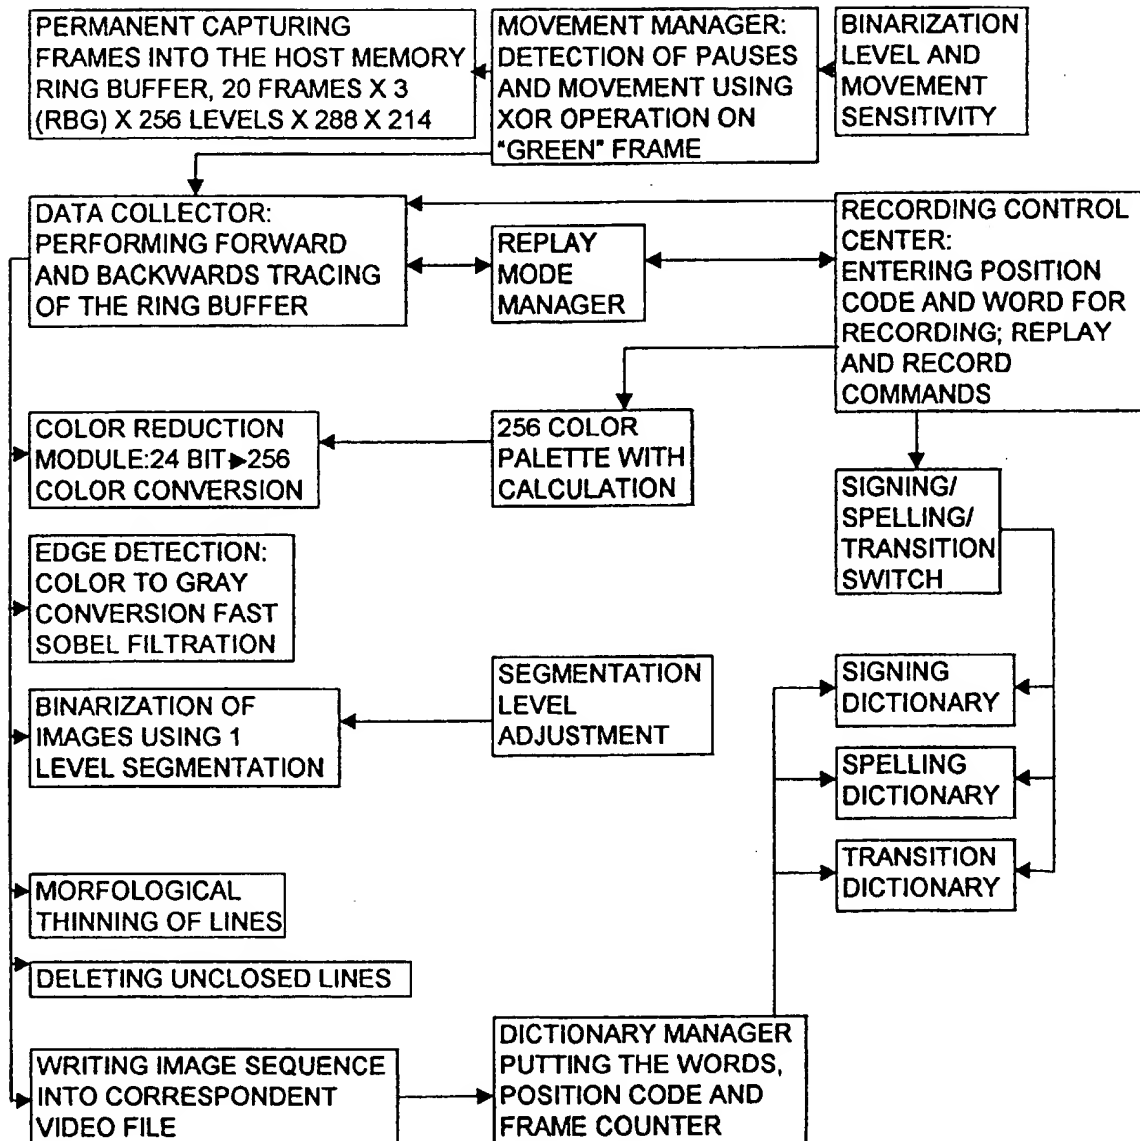 PERMANENT CAPTURING
FRAMES INTO THE HOST MEMORY
RING BUFFER, 20 FRAMES X 3
(RBG) X 256 LEVELS X 288 X 214
MOVEMENT MANAGER:
DETECTION OF PAUSES
AND MOVEMENT USING
XOR OPERATION ON
"GREEN" FRAME
BINARIZATION
LEVEL AND
MOVEMENT
SENSITIVITY
DATA COLLECTOR:
PERFORMING FORWARD
AND BACKWARDS TRACING
OF THE RING BUFFER
REPLAY
MODE
MANAGER
RECORDING CONTROL
CENTER:
ENTERING POSITION
CODE AND WORD FOR
RECORDING; REPLAY
AND RECORD
COMMANDS
COLOR REDUCTION
MODULE:24 BIT▶256
COLOR CONVERSION
256 COLOR
PALETTE WITH
CALCULATION
SIGNING/
SPELLING/
TRANSITION
SWITCH
EDGE DETECTION:
COLOR TO GRAY
CONVERSION FAST
SOBEL FILTRATION
BINARIZATION OF
IMAGES USING 1
LEVEL SEGMENTATION
SEGMENTATION
LEVEL
ADJUSTMENT
SIGNING
DICTIONARY
SPELLING
DICTIONARY
TRANSITION
DICTIONARY
MORFOLOGICAL
THINNING OF LINES
DELETING UNCLOSED LINES
WRITING IMAGE SEQUENCE
INTO CORRESPONDENT
VIDEO FILE
DICTIONARY MANAGER
PUTTING THE WORDS,
POSITION CODE AND
FRAME COUNTER